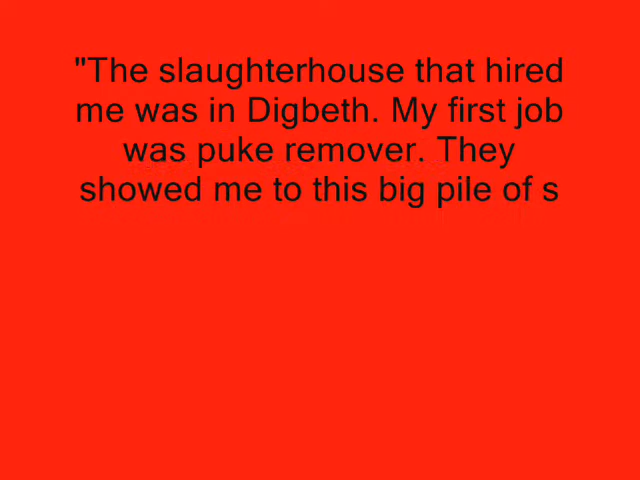 "The slaughterhouse that hired
me was in Digbeth. My first job
was puke remover. They
showed me to this big pile of s